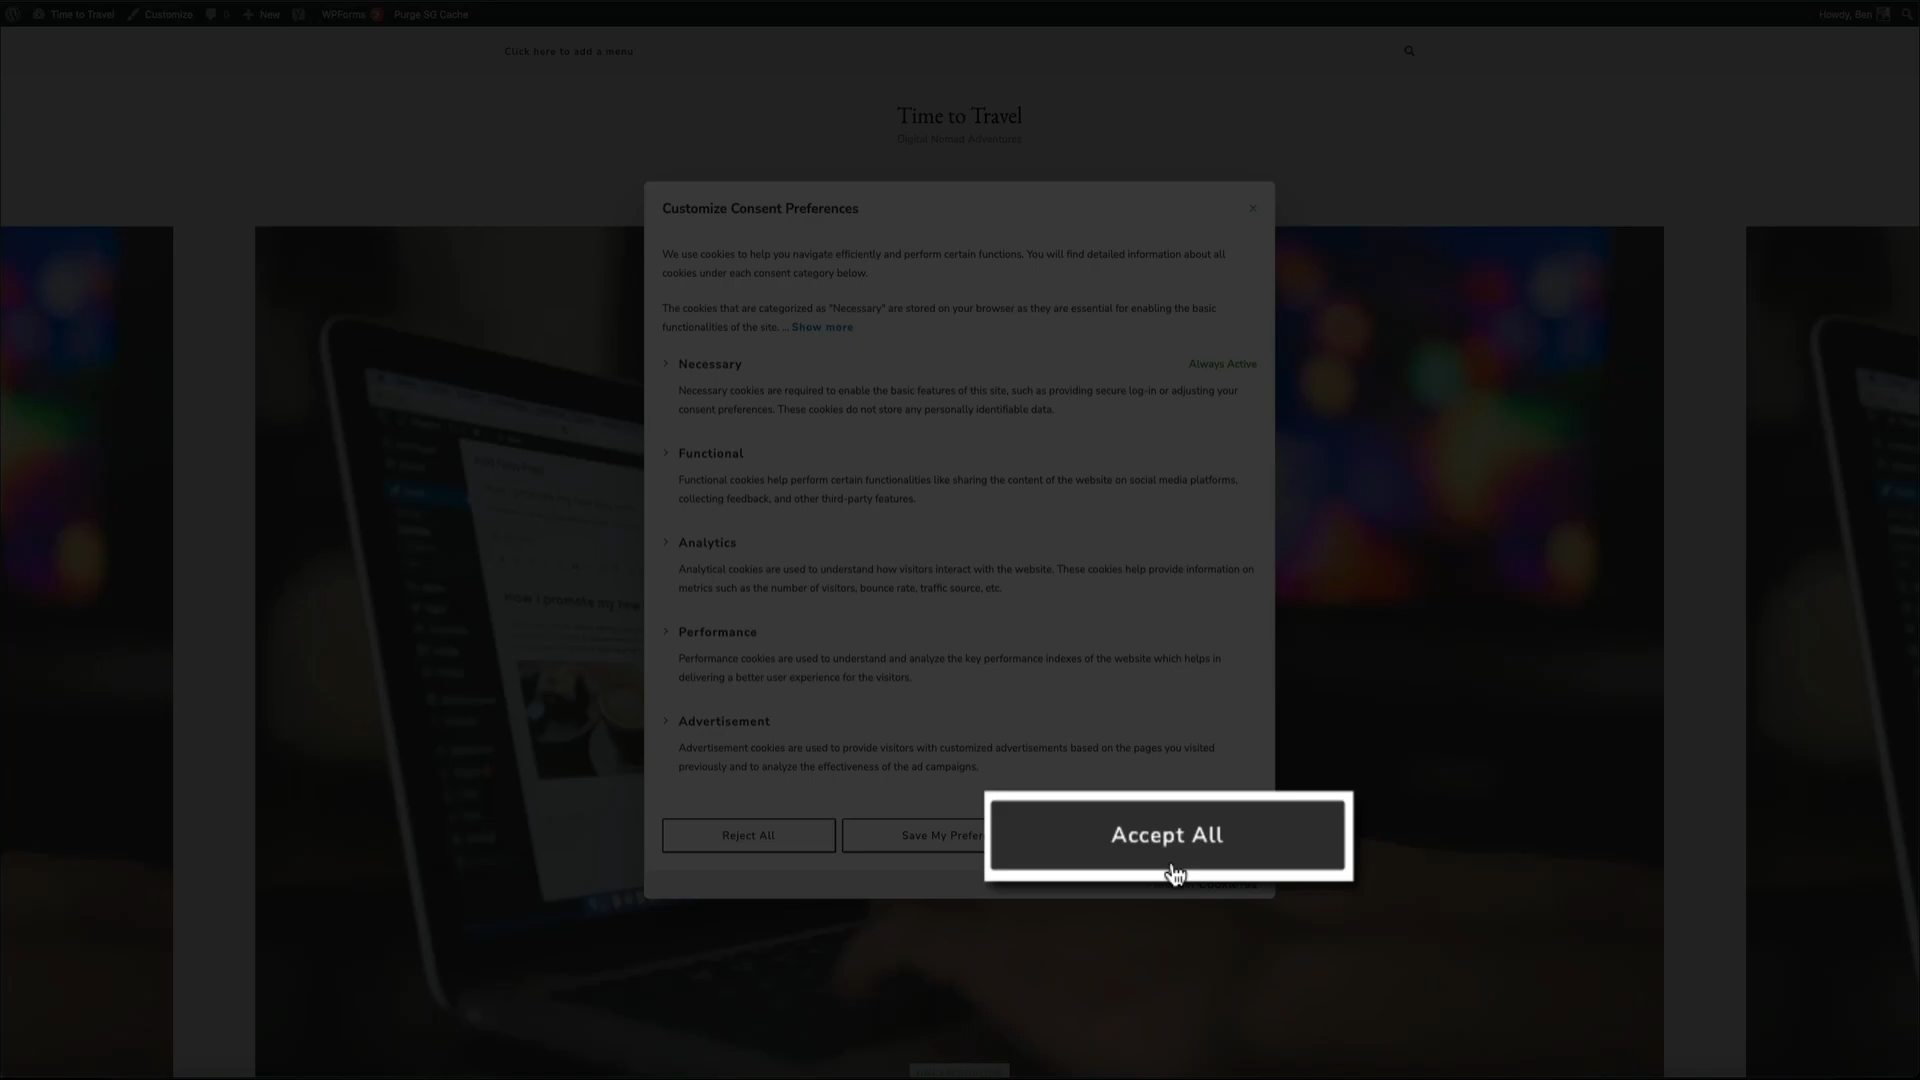 Time to Travel Customize 0 New WPForms Purge SG Cache Howdy, Ben
Click here to add a menu
Time to Travel
Digital Nomad Adventures
Customize Consent Preferences
We use cookies to help you navigate efficiently and perform certain functions. You will find detailed information about all
cookies under each consent category below.
The cookies that are categorized as "Necessary" are stored on your browser as they are essential for enabling the basic
functionalities of the site. ... Show more
Necessary Always Active
Necessary cookies are required to enable the basic features of this site, such as providing secure log-in or adjusting your
consent preferences. These cookies do not store any personally identifiable data.
Functional
Functional cookies help perform certain functionalities like sharing the content of the website on social media platforms,
collecting feedback, and other third-party features.
Analytics
Analytical cookies are used to understand how visitors interact with the website. These cookies help provide information on
metrics such as the number of visitors, bounce rate, traffic source, etc.
Performance
Performance cookies are used to understand and analyze the key performance indexes of the website which helps in
delivering a better user experience for the visitors.
Advertisement
Advertisement cookies are used to provide visitors with customized advertisements based on the pages you visited
previously and to analyze the effectiveness of the ad campaigns.
Reject All Save My Prefer Accept All